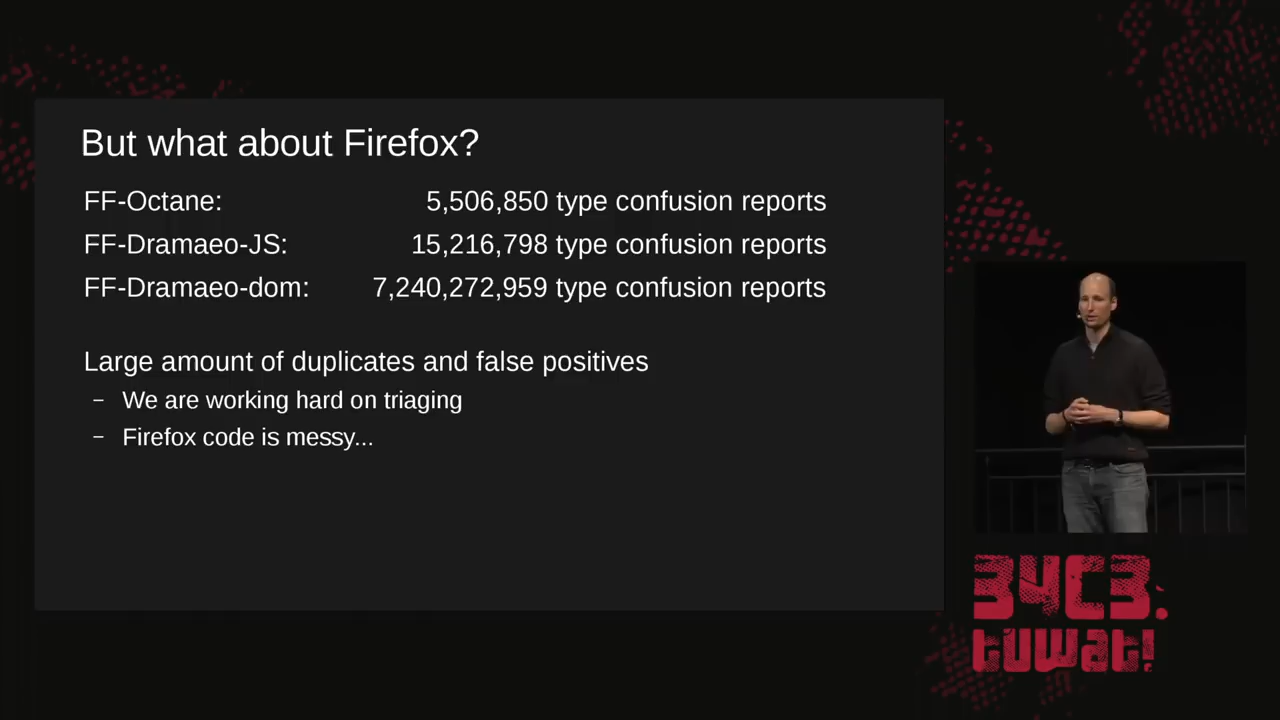 But what about Firefox?
FF-Octane: 5,506,850 type confusion reports
FF-Dramaeo-JS: 15,216,798 type confusion reports
FF-Dramaeo-dom: 7,240,272,959 type confusion reports
Large amount of duplicates and false positives
– We are working hard on triaging
– Firefox code is messy...
34C3.
tuwat!